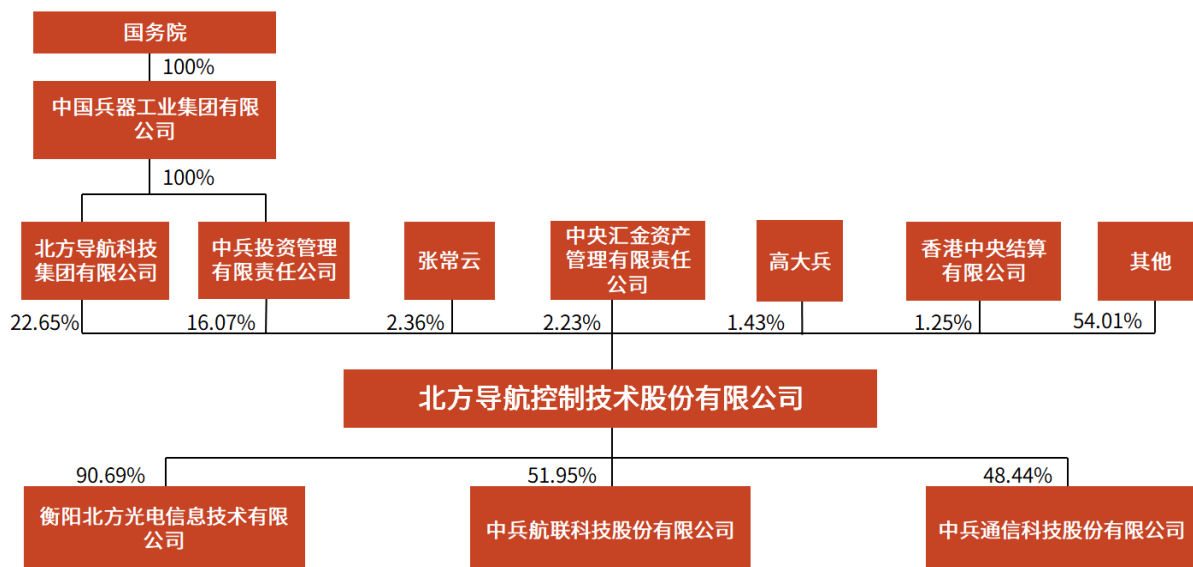 国务院
100%
中国兵器工业集团有限
公司
100%
北方导航科技
集团有限公司
中兵投资管理
有限责任公司
张常云
中央汇金资产
管理有限责任
公司
高大兵
香港中央结算
有限公司
其他
22.65%
16.07%
2.36%
2.23%
1.43%
1.25%
54.01%
北方导航控制技术股份有限公司
90.69%
51.95%
48.44%
衡阳北方光电信息技术有限
公司
中兵航联科技股份有限公司
中兵通信科技股份有限公司